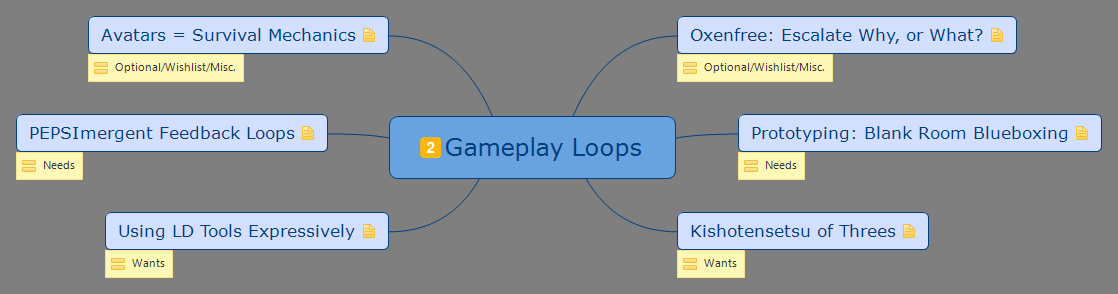 Avatars = Survival Mechanics
Optional/Wishlist/Misc.
Oxenfree: Escalate Why, or What?
Optional/Wishlist/Misc.
PEPSImergent Feedback Loops
Needs
2 Gameplay Loops
Prototyping: Blank Room Blueboxing
Needs
Using LD Tools Expressively
Wants
Kishotensetsu of Threes
Wants